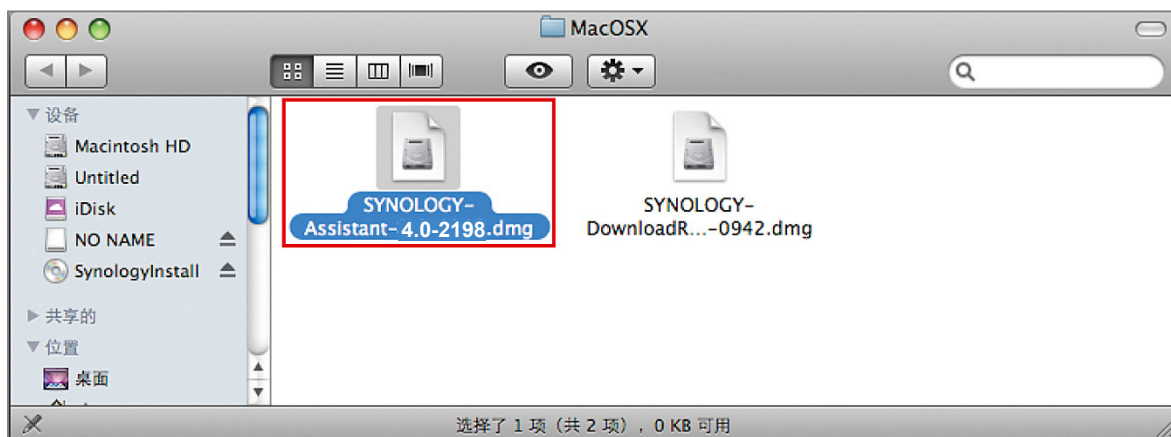 MacOSX
设备
Macintosh HD
Untitled
iDisk
NO NAME
SynologyInstall
共享的
位置
桌面
SYNOLOGY-
Assistant-4.0-2198.dmg
SYNOLOGY-
DownloadR...-0942.dmg
选择了 1 项（共 2 项），0 KB 可用